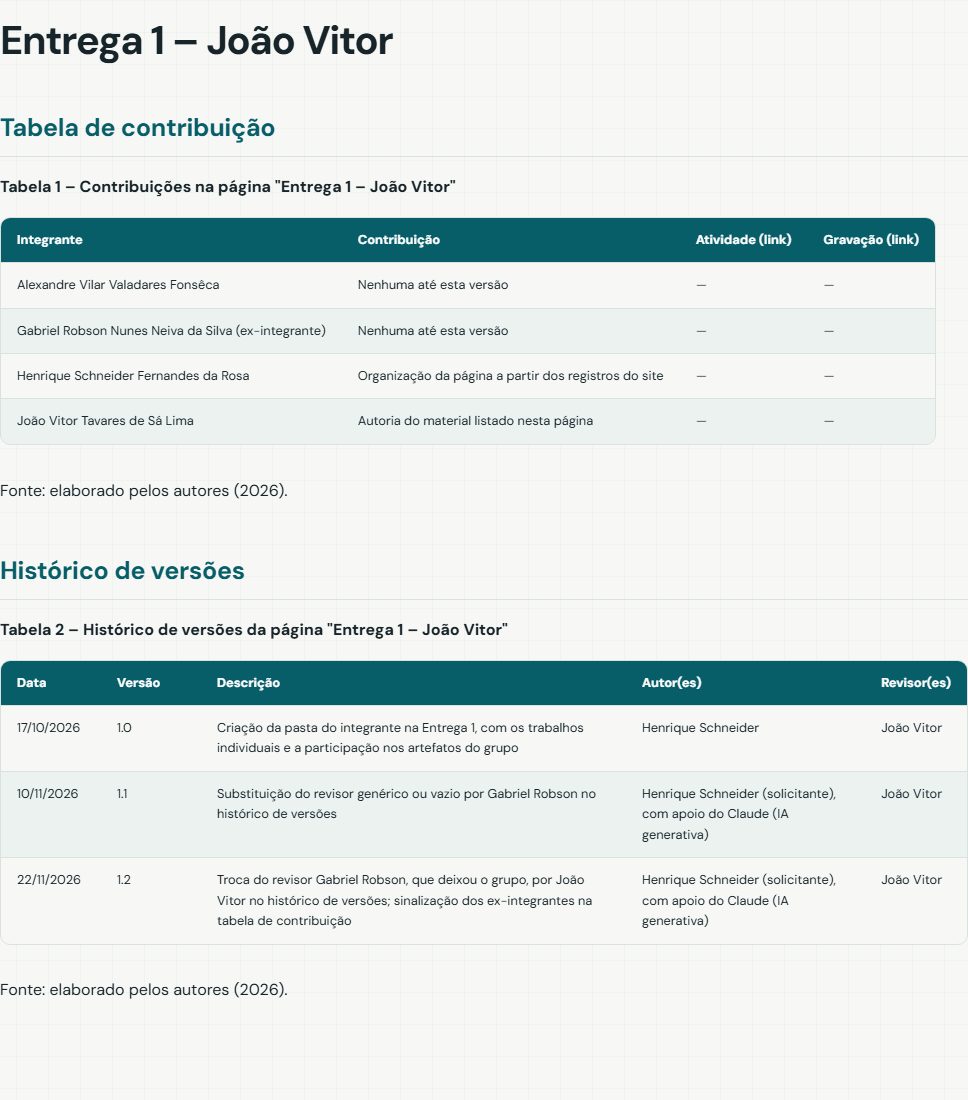 Entrega 1 – João Vitor
Tabela de contribuição
Tabela 1 – Contribuições na página "Entrega 1 – João Vitor"
Integrante Contribuição Atividade (link) Gravação (link)
Alexandre Vilar Valadares Fonsêca Nenhuma até esta versão — —
Gabriel Robson Nunes Neiva da Silva (ex-integrante) Nenhuma até esta versão — —
Henrique Schneider Fernandes da Rosa Organização da página a partir dos registros do site — —
João Vitor Tavares de Sá Lima Autoria do material listado nesta página — —
Fonte: elaborado pelos autores (2026).
Histórico de versões
Tabela 2 – Histórico de versões da página "Entrega 1 – João Vitor"
Data Versão Descrição Autor(es) Revisor(es)
17/10/2026 1.0 Criação da pasta do integrante na Entrega 1, com os trabalhos Henrique Schneider João Vitor
individuais e a participação nos artefatos do grupo
10/11/2026 1.1 Substituição do revisor genérico ou vazio por Gabriel Robson no Henrique Schneider (solicitante), João Vitor
histórico de versões com apoio do Claude (IA
generativa)
22/11/2026 1.2 Troca do revisor Gabriel Robson, que deixou o grupo, por João Henrique Schneider (solicitante), João Vitor
Vitor no histórico de versões; sinalização dos ex-integrantes na com apoio do Claude (IA
tabela de contribuição generativa)
Fonte: elaborado pelos autores (2026).